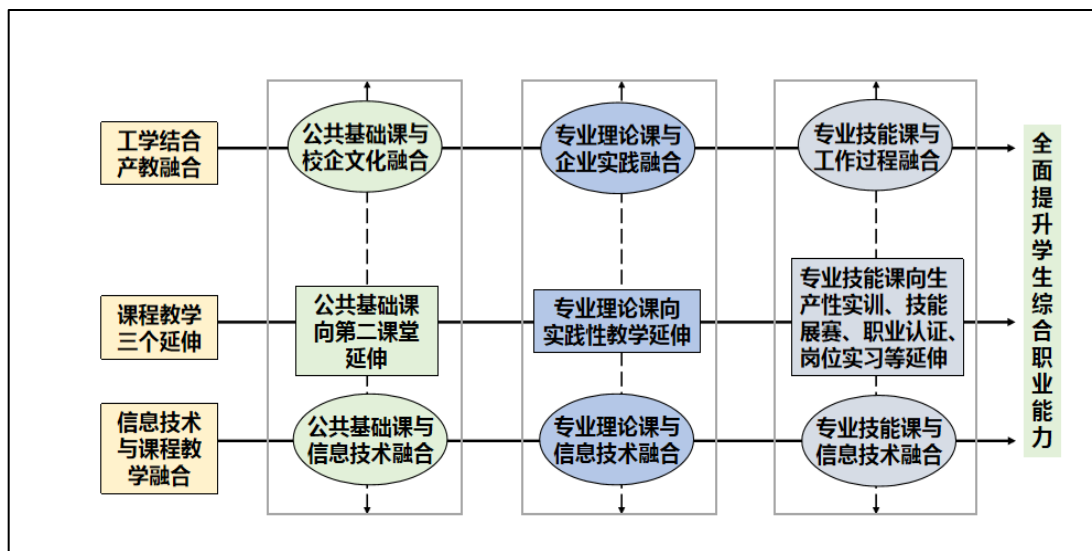 工学结合
产教融合
公共基础课与
校企文化融合
专业理论课与
企业实践融合
专业技能课与
工作过程融合
课程教学
三个延伸
公共基础课
向第二课堂
延伸
专业理论课向
实践性教学延伸
专业技能课向生
产性实训、技能
展赛、职业认证、
岗位实习等延伸
信息技术
与课程教
学融合
公共基础课与
信息技术融合
专业理论课与
信息技术融合
专业技能课与
信息技术融合
全面提升学生综合职业能力